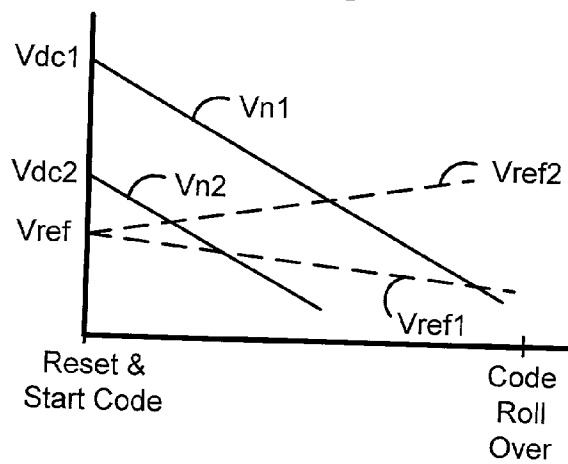 Vdc1
Vn1
Vdc2
Vn2
Vref2
Vref
Vref1
Reset &
Start Code
Code
Roll
Over